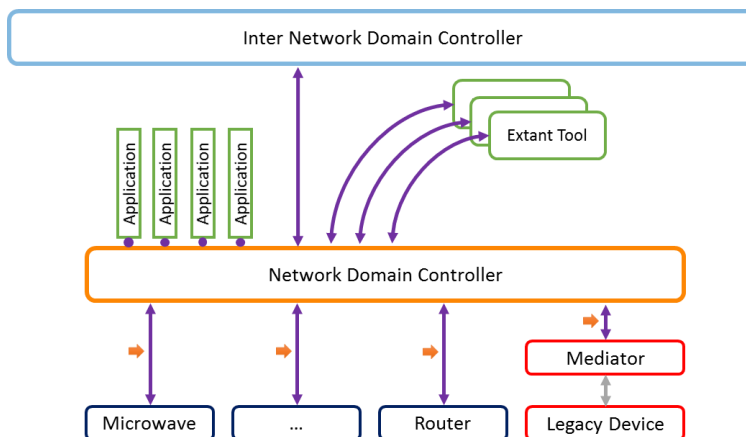 Inter Network Domain Controller
Extant Tool
Application
Application
Application
Application
Network Domain Controller
Mediator
Microwave
...
Router
Legacy Device